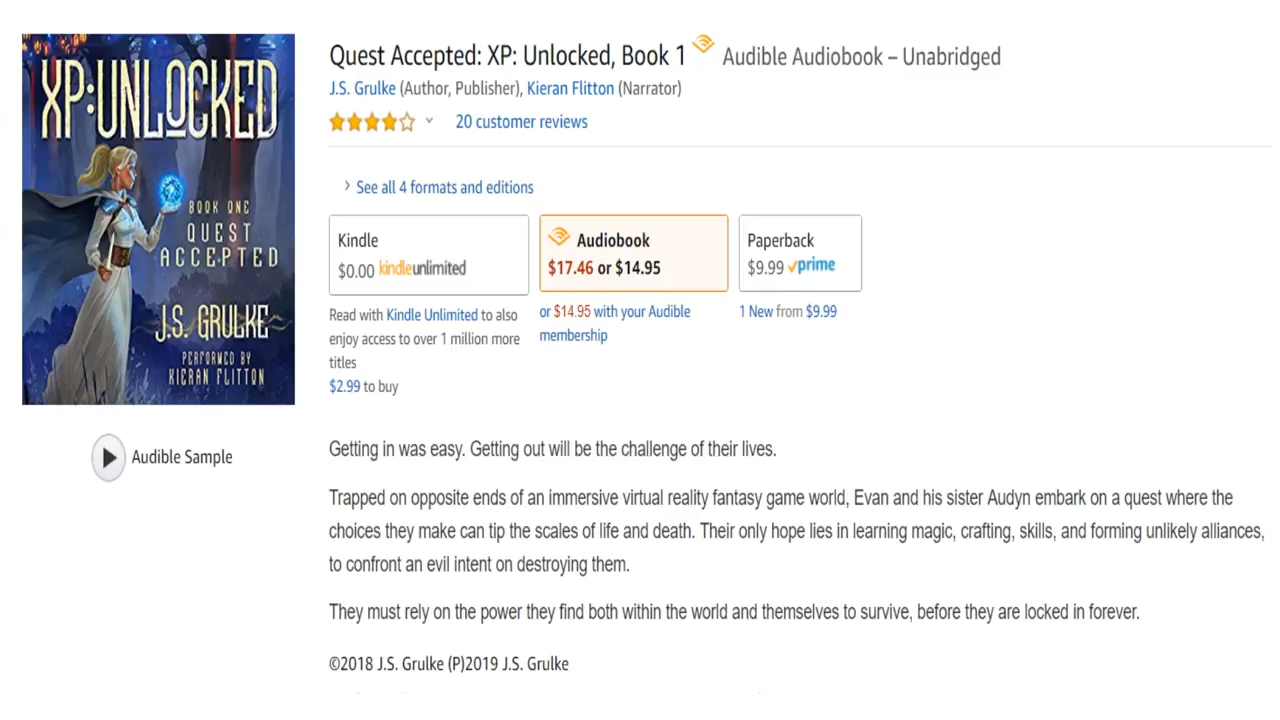 XP:UNLOCKED
BOOK ONE
QUEST
ACCEPTED
J.S. GRULKE
PERFORMED BY
KIERAN FLITTON
Audible Sample
Quest Accepted: XP: Unlocked, Book 1 Audible Audiobook – Unabridged
J.S. Grulke (Author, Publisher), Kieran Flitton (Narrator)
20 customer reviews
See all 4 formats and editions
Kindle
$0.00 kindleunlimited
Read with Kindle Unlimited to also
enjoy access to over 1 million more
titles
$2.99 to buy
Audiobook
$17.46 or $14.95
or $14.95 with your Audible
membership
Paperback
$9.99 prime
1 New from $9.99
Getting in was easy. Getting out will be the challenge of their lives.
Trapped on opposite ends of an immersive virtual reality fantasy game world, Evan and his sister Audyn embark on a quest where the
choices they make can tip the scales of life and death. Their only hope lies in learning magic, crafting, skills, and forming unlikely alliances,
to confront an evil intent on destroying them.
They must rely on the power they find both within the world and themselves to survive, before they are locked in forever.
©2018 J.S. Grulke (P)2019 J.S. Grulke